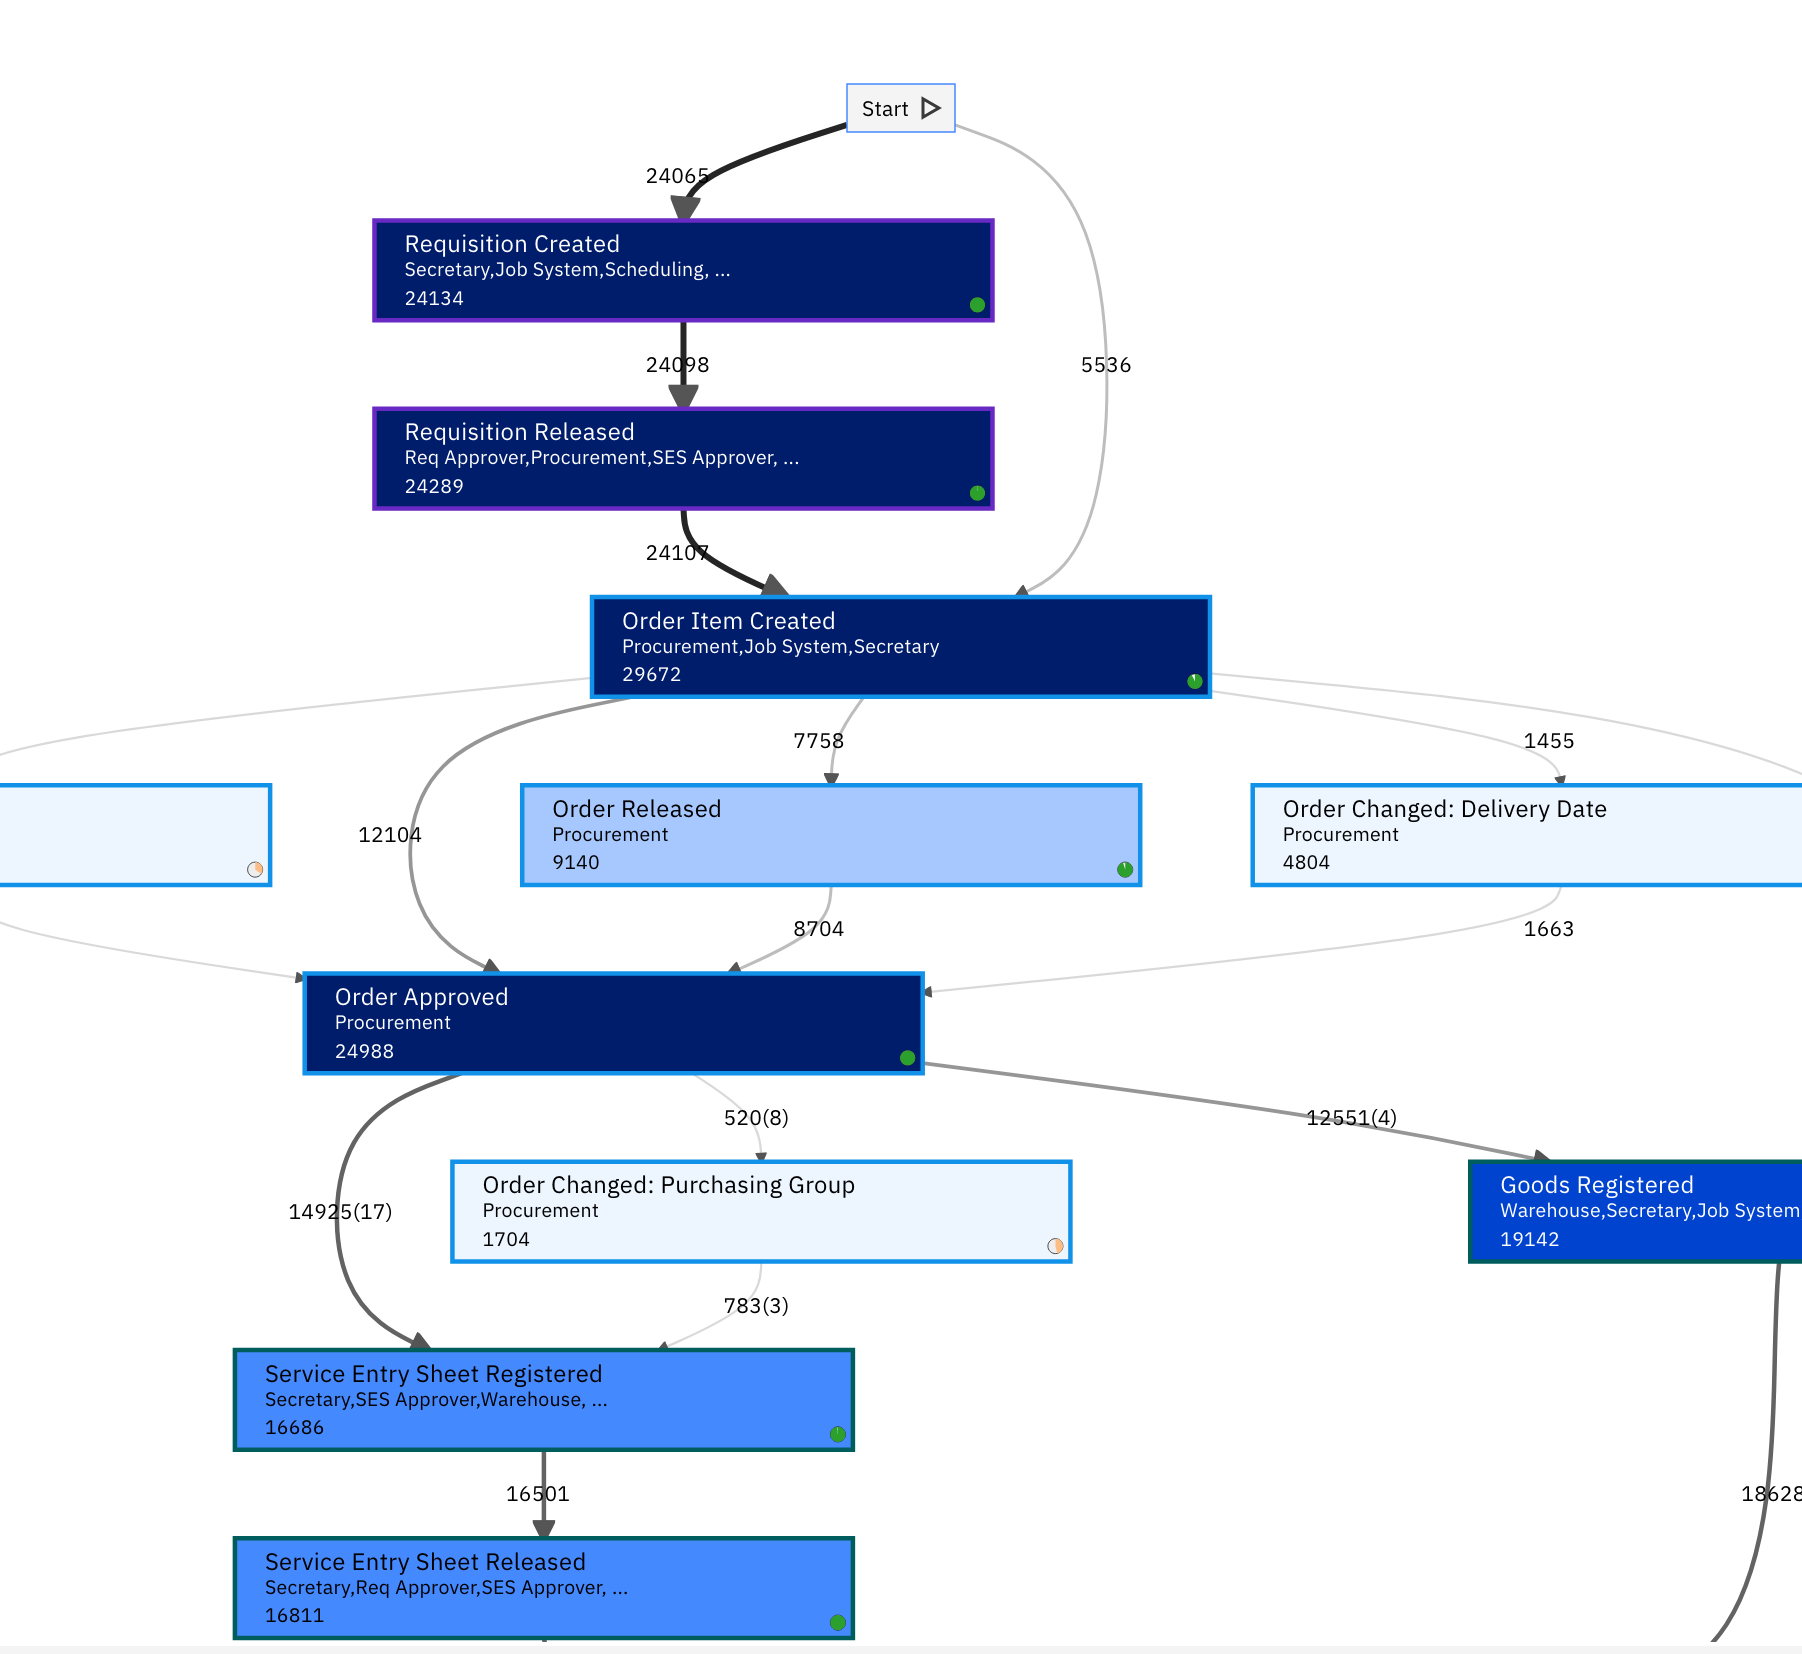 Start
24065
Requisition Created
Secretary,Job System,Scheduling, ...
24134
24098
5536
Requisition Released
Req Approver,Procurement,SES Approver, ...
24289
24107
Order Item Created
Procurement,Job System,Secretary
29672
7758
1455
12104
Order Released
Procurement
9140
Order Changed: Delivery Date
Procurement
4804
8704
1663
Order Approved
Procurement
24988
520(8)
12551(4)
14925(17)
Order Changed: Purchasing Group
Procurement
1704
Goods Registered
Warehouse,Secretary,Job System
19142
783(3)
Service Entry Sheet Registered
Secretary,SES Approver,Warehouse, ...
16686
16501
18628
Service Entry Sheet Released
Secretary,Req Approver,SES Approver, ...
16811